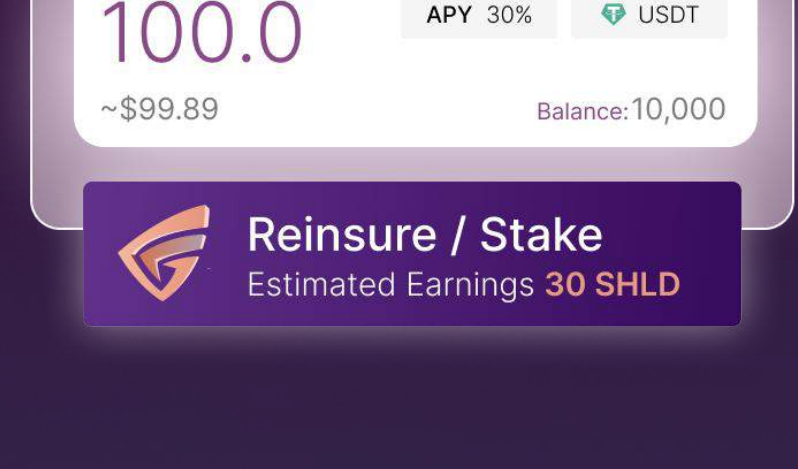 100.0
APY 30%
USDT
~$99.89
Balance:10,000
Reinsure / Stake
Estimated Earnings 30 SHLD